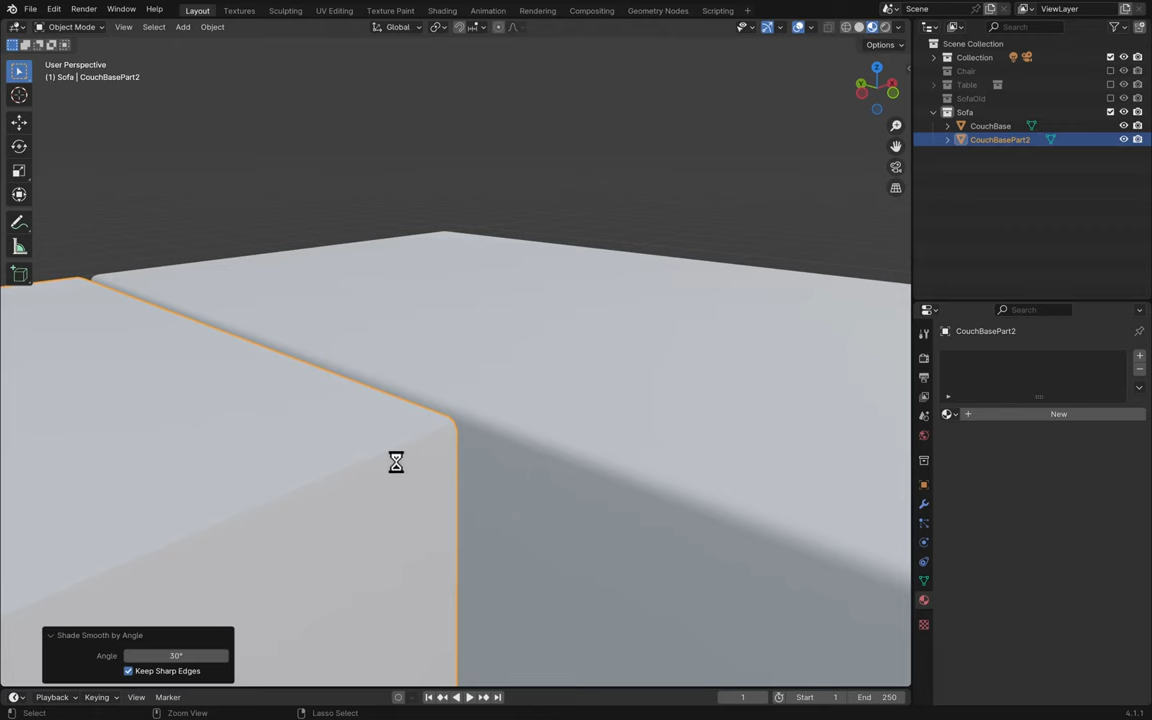 File Edit Render Window Help Layout Textures Sculpting UV Editing Texture Paint Shading Animation Rendering Compositing Geometry Nodes Scripting Scene ViewLayer
Object Mode View Select Add Object Global Search
Options
User Perspective
(1) Sofa | CouchBasePart2
Z
Y
X
Scene Collection
Collection
Chair
Table
SofaOld
Sofa
CouchBase
CouchBasePart2
Search
CouchBasePart2
New
Shade Smooth by Angle
Angle 30°
Keep Sharp Edges
Playback Keying View Marker 1 Start 1 End 250
Select Zoom View Lasso Select 4.1.1